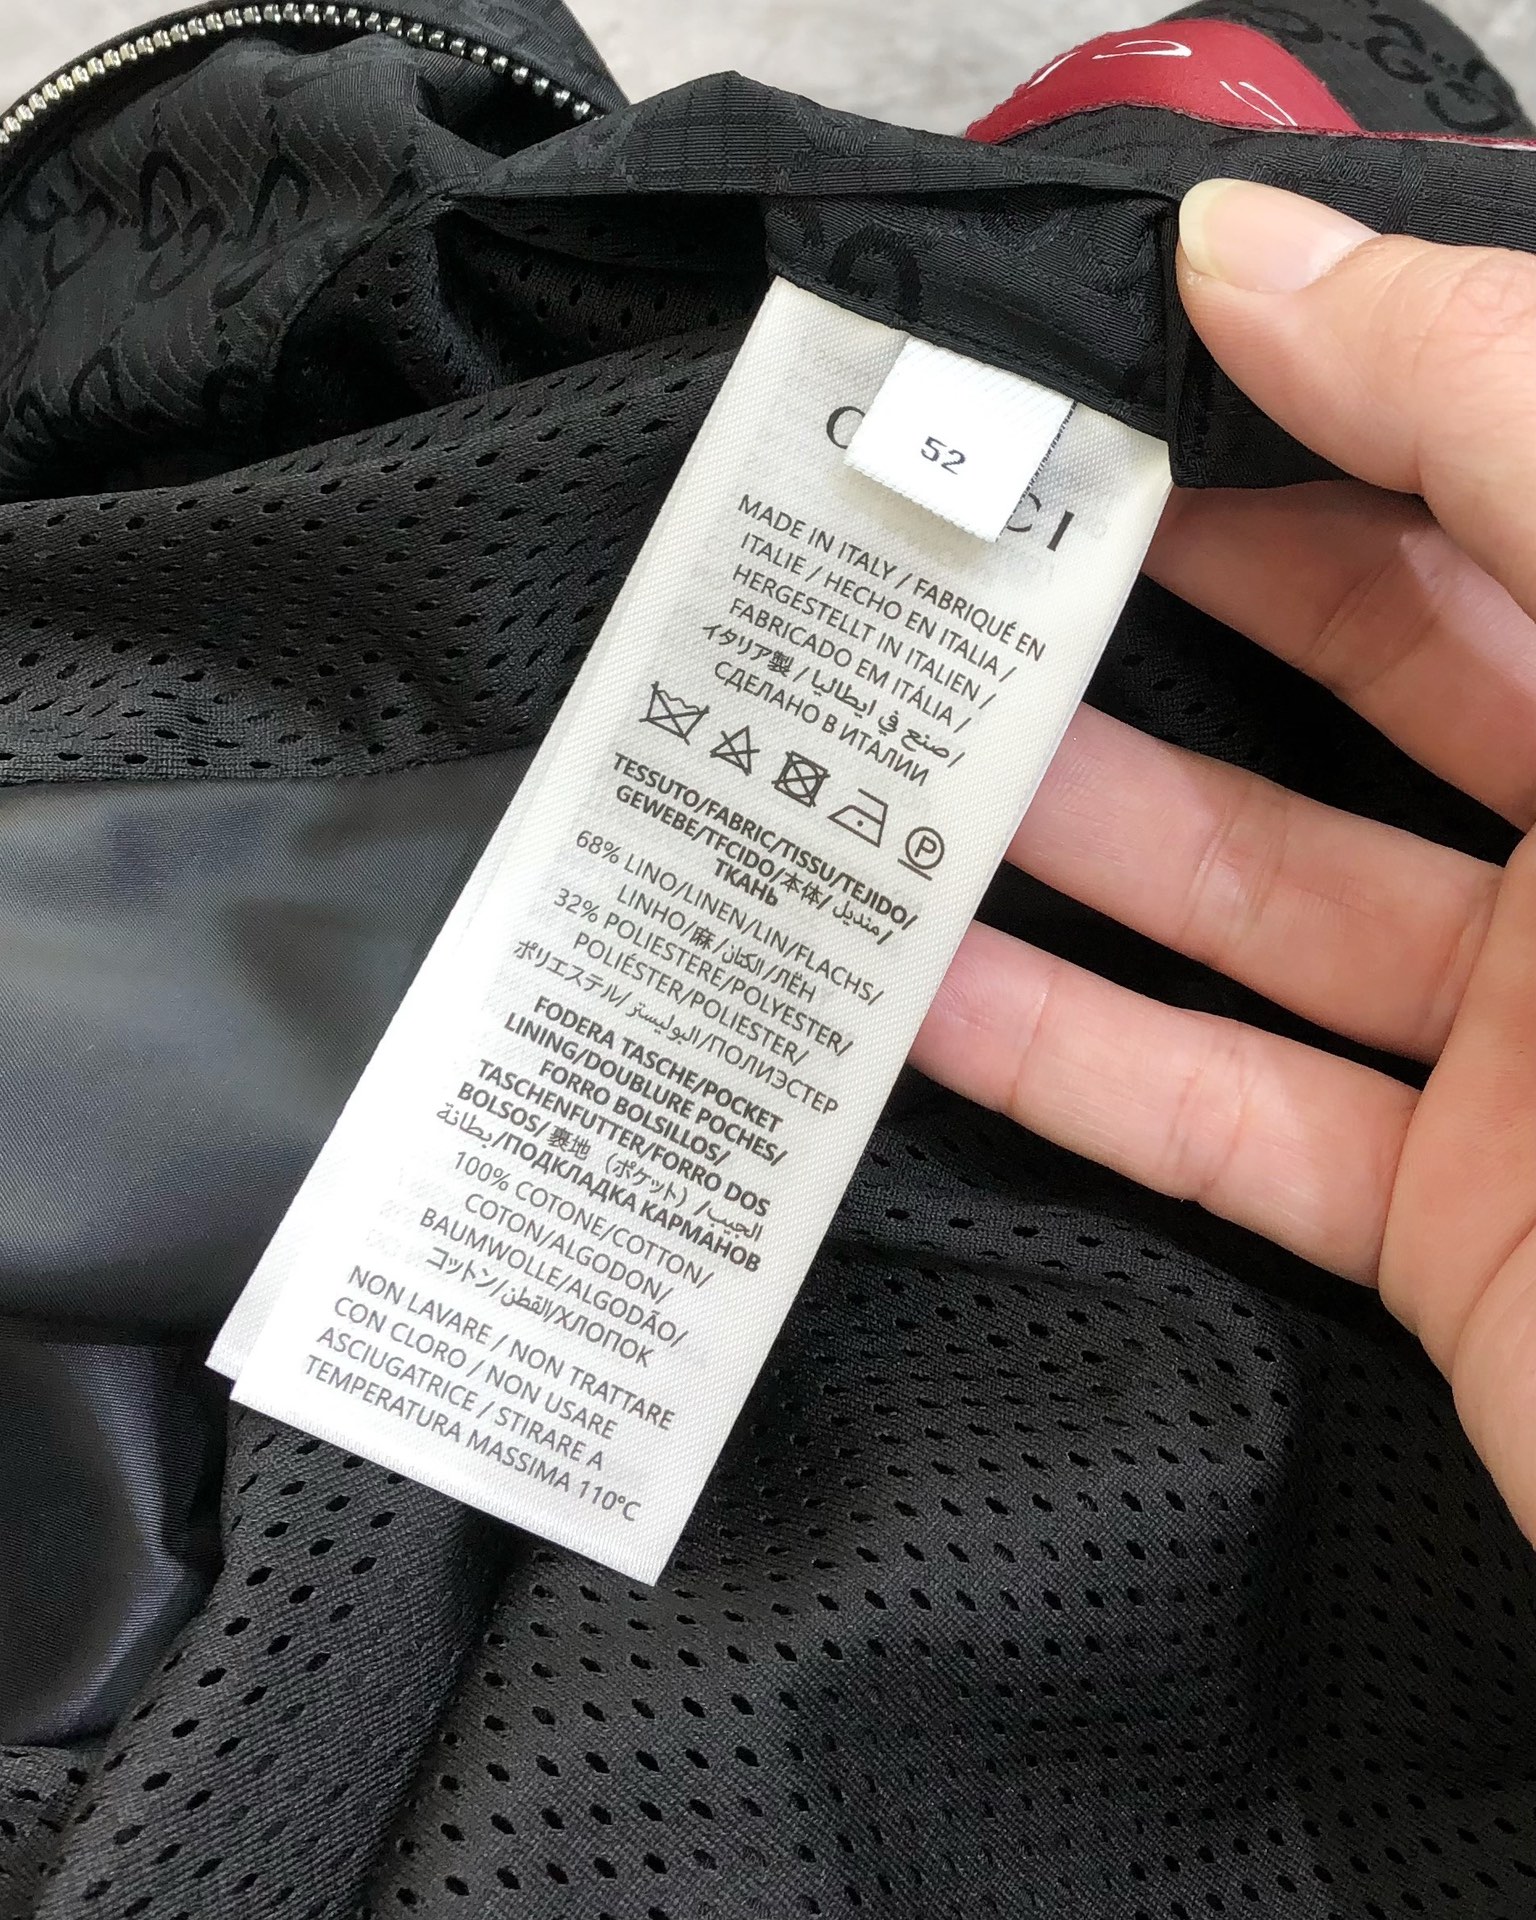 52
MADE IN ITALY / FABRIQUÉ EN
ITALIE / HECHO EN ITALIA /
HERGESTELLT IN ITALIEN /
FABRICADO EM ITÁLIA /
イタリア製 / صنع في ايطاليا /
СДЕЛАНО В ИТАЛИИ
P
TESSUTO/FABRIC/TISSU/TEJIDO/
GEWEBE/TFCIDO/本体/منديل/
ТКАНЬ
68% LINO/LINEN/LIN/FLACHS/
LINHO/麻/الكتان/ЛЁН
32% POLIESTERE/POLYESTER/
POLIÉSTER/POLIESTER/
ポリエステル/البوليستر/ПОЛИЭСТЕР
FODERA TASCHE/POCKET
LINING/DOUBLURE POCHES/
FORRO BOLSILLOS/
TASCHENFUTTER/FORRO DOS
BOLSOS/裏地（ポケット）/الجيب
بطانة/ПОДКЛАДКА КАРМАНОВ
100% COTONE/COTTON/
COTON/ALGODON/
BAUMWOLLE/ALGODÃO/
コットン/القطن/ХЛОПОК
NON LAVARE / NON TRATTARE
CON CLORO / NON USARE
ASCIUGATRICE / STIRARE A
TEMPERATURA MASSIMA 110°C